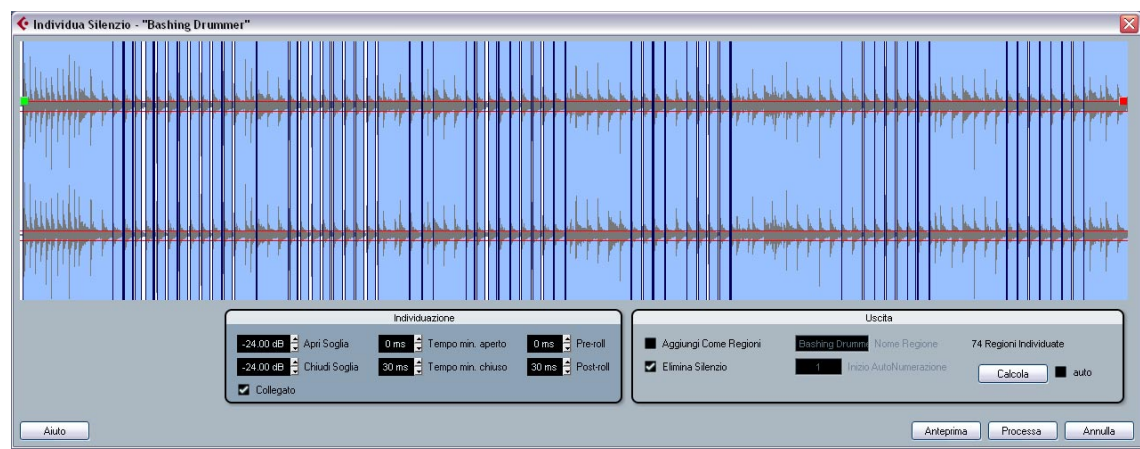 Individua Silenzio - "Bashing Drummer"
Individuazione
Uscita
-24.00 dB Apri Soglia 0 ms Tempo min. aperto 0 ms Pre-roll
-24.00 dB Chiudi Soglia 30 ms Tempo min. chiuso 30 ms Post-roll
Collegato
Aggiungi Come Regioni Bashing Drumme Nome Regione 74 Regioni Individuate
Elimina Silenzio 1 Inizio AutoNumerazione Calcola auto
Aiuto Anteprima Processa Annulla